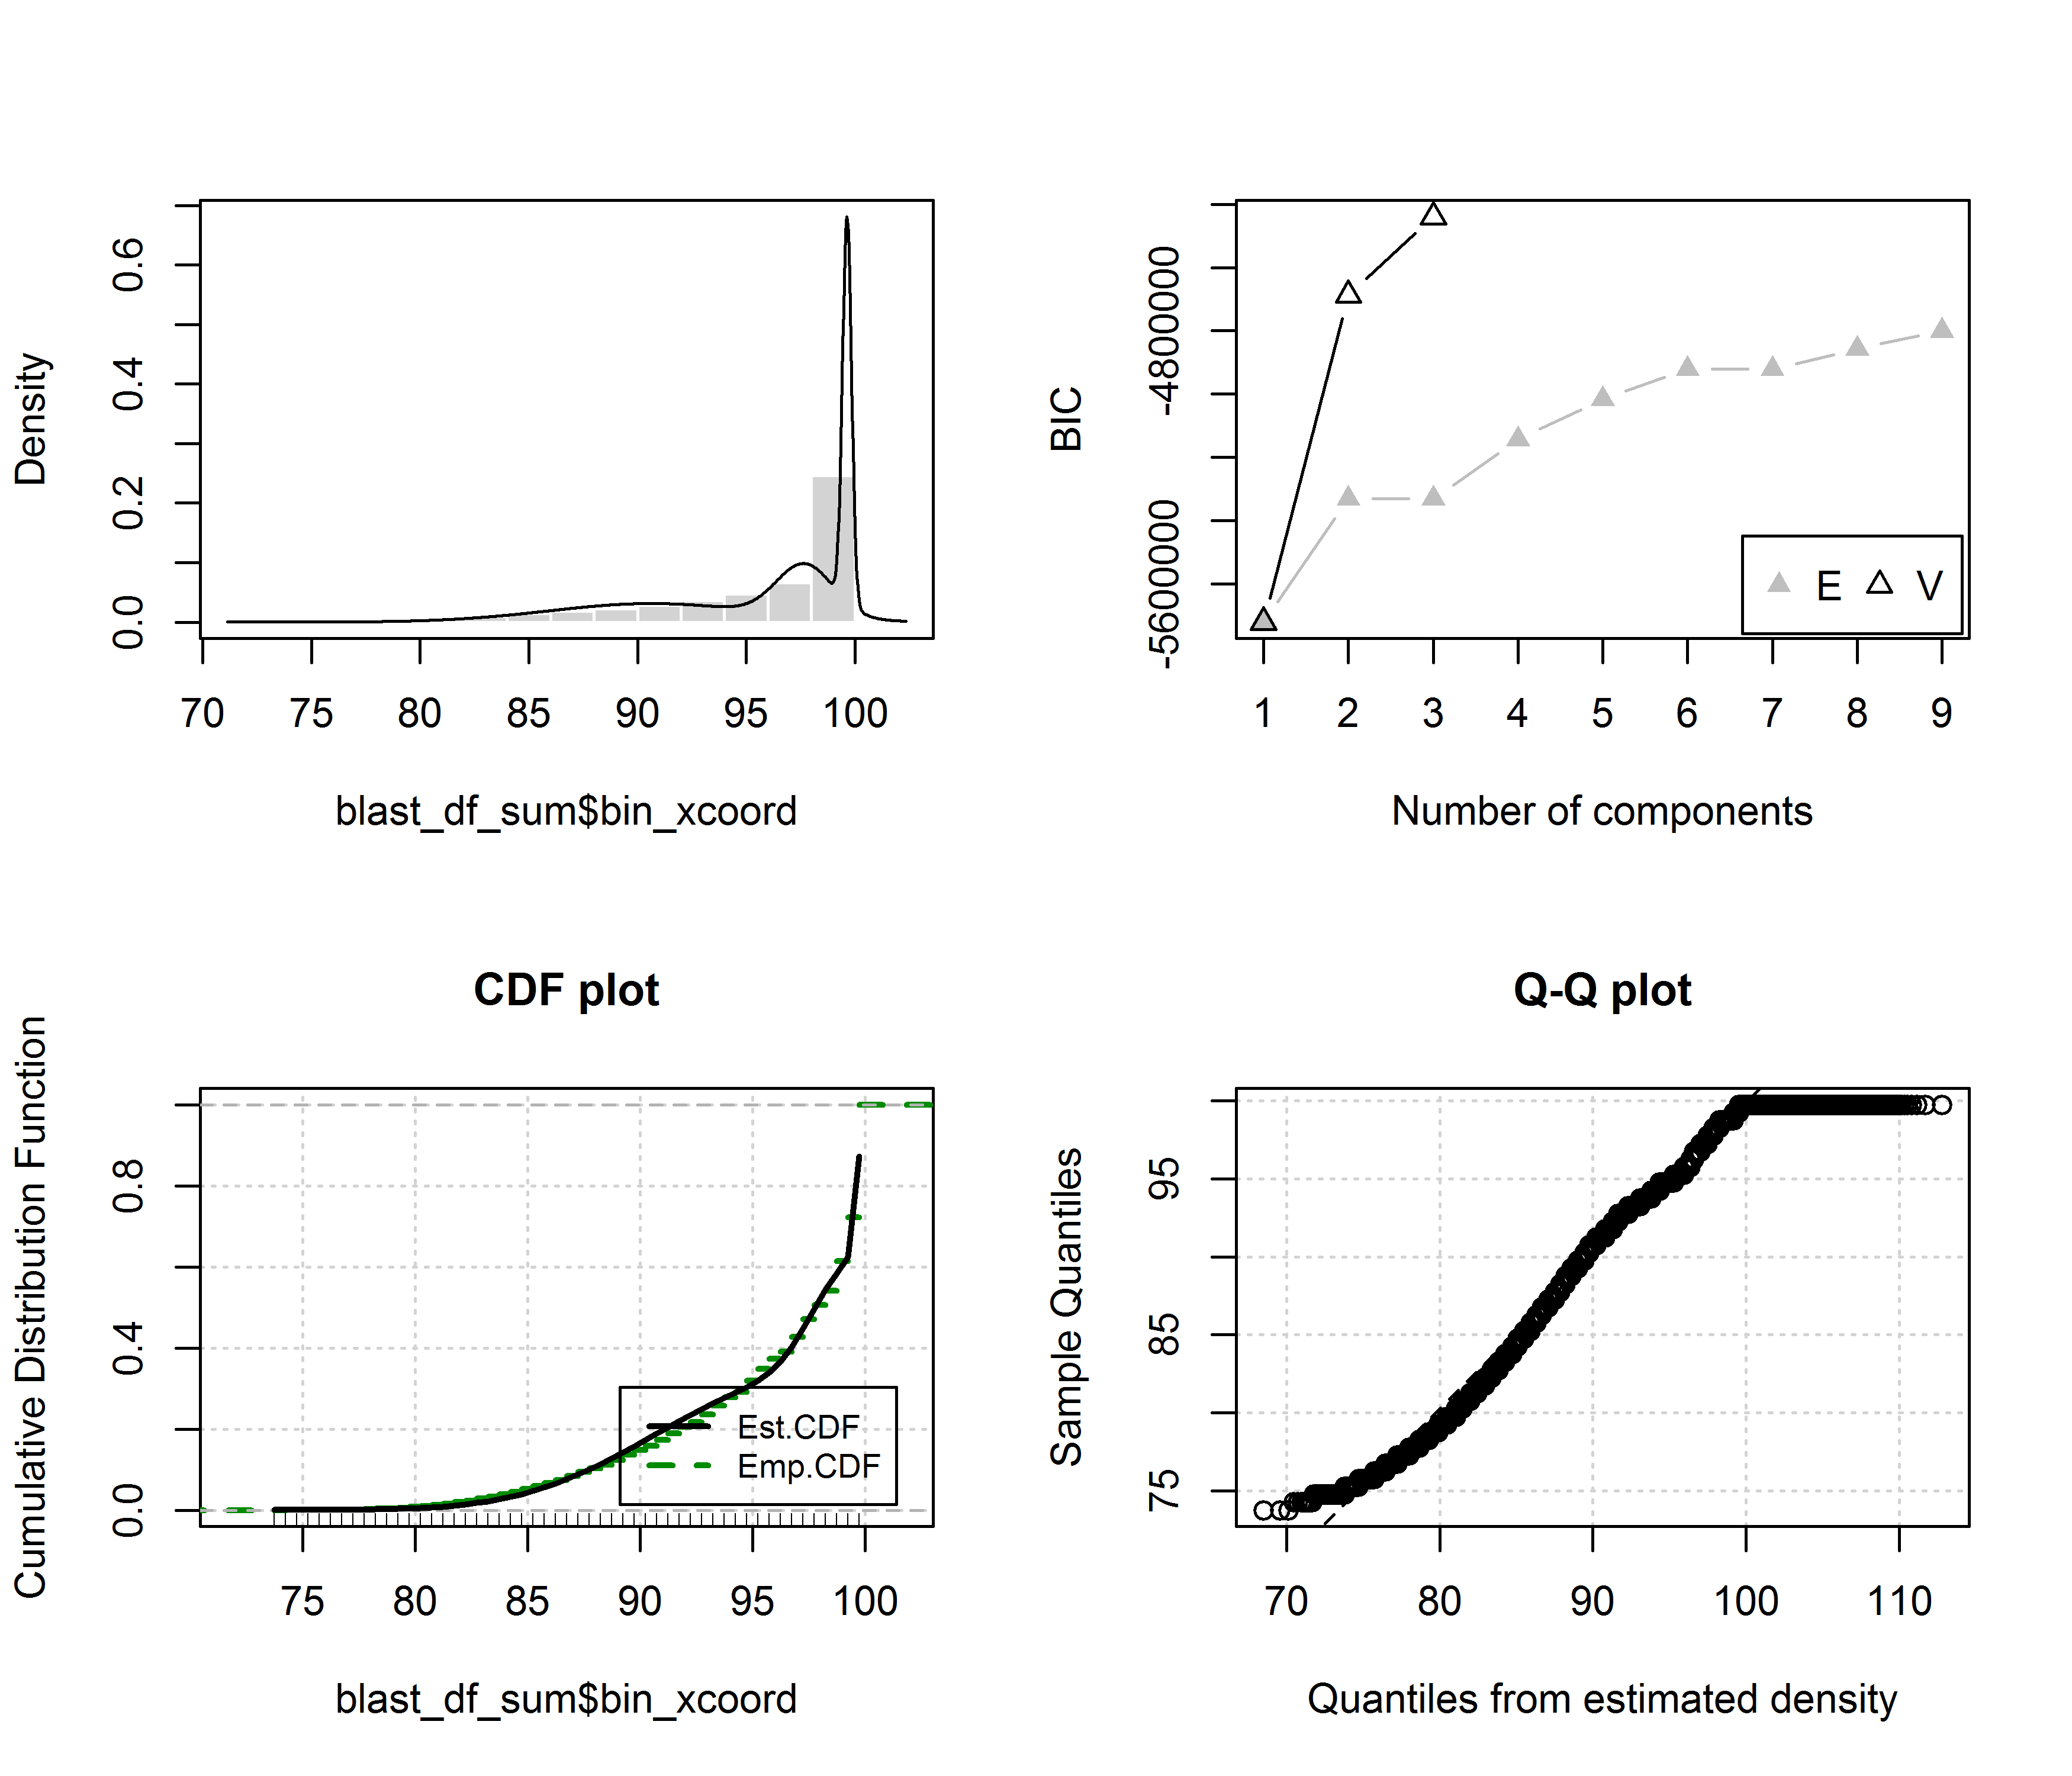 Density
0.0 0.2 0.4 0.6
70 75 80 85 90 95 100
blast_df_sum$bin_xcoord
BIC
-5600000 -4800000
E V
1 2 3 4 5 6 7 8 9
Number of components
CDF plot
Cumulative Distribution Function
0.0 0.4 0.8
Est.CDF
Emp.CDF
75 80 85 90 95 100
blast_df_sum$bin_xcoord
Q-Q plot
Sample Quantiles
75 85 95
70 80 90 100 110
Quantiles from estimated density